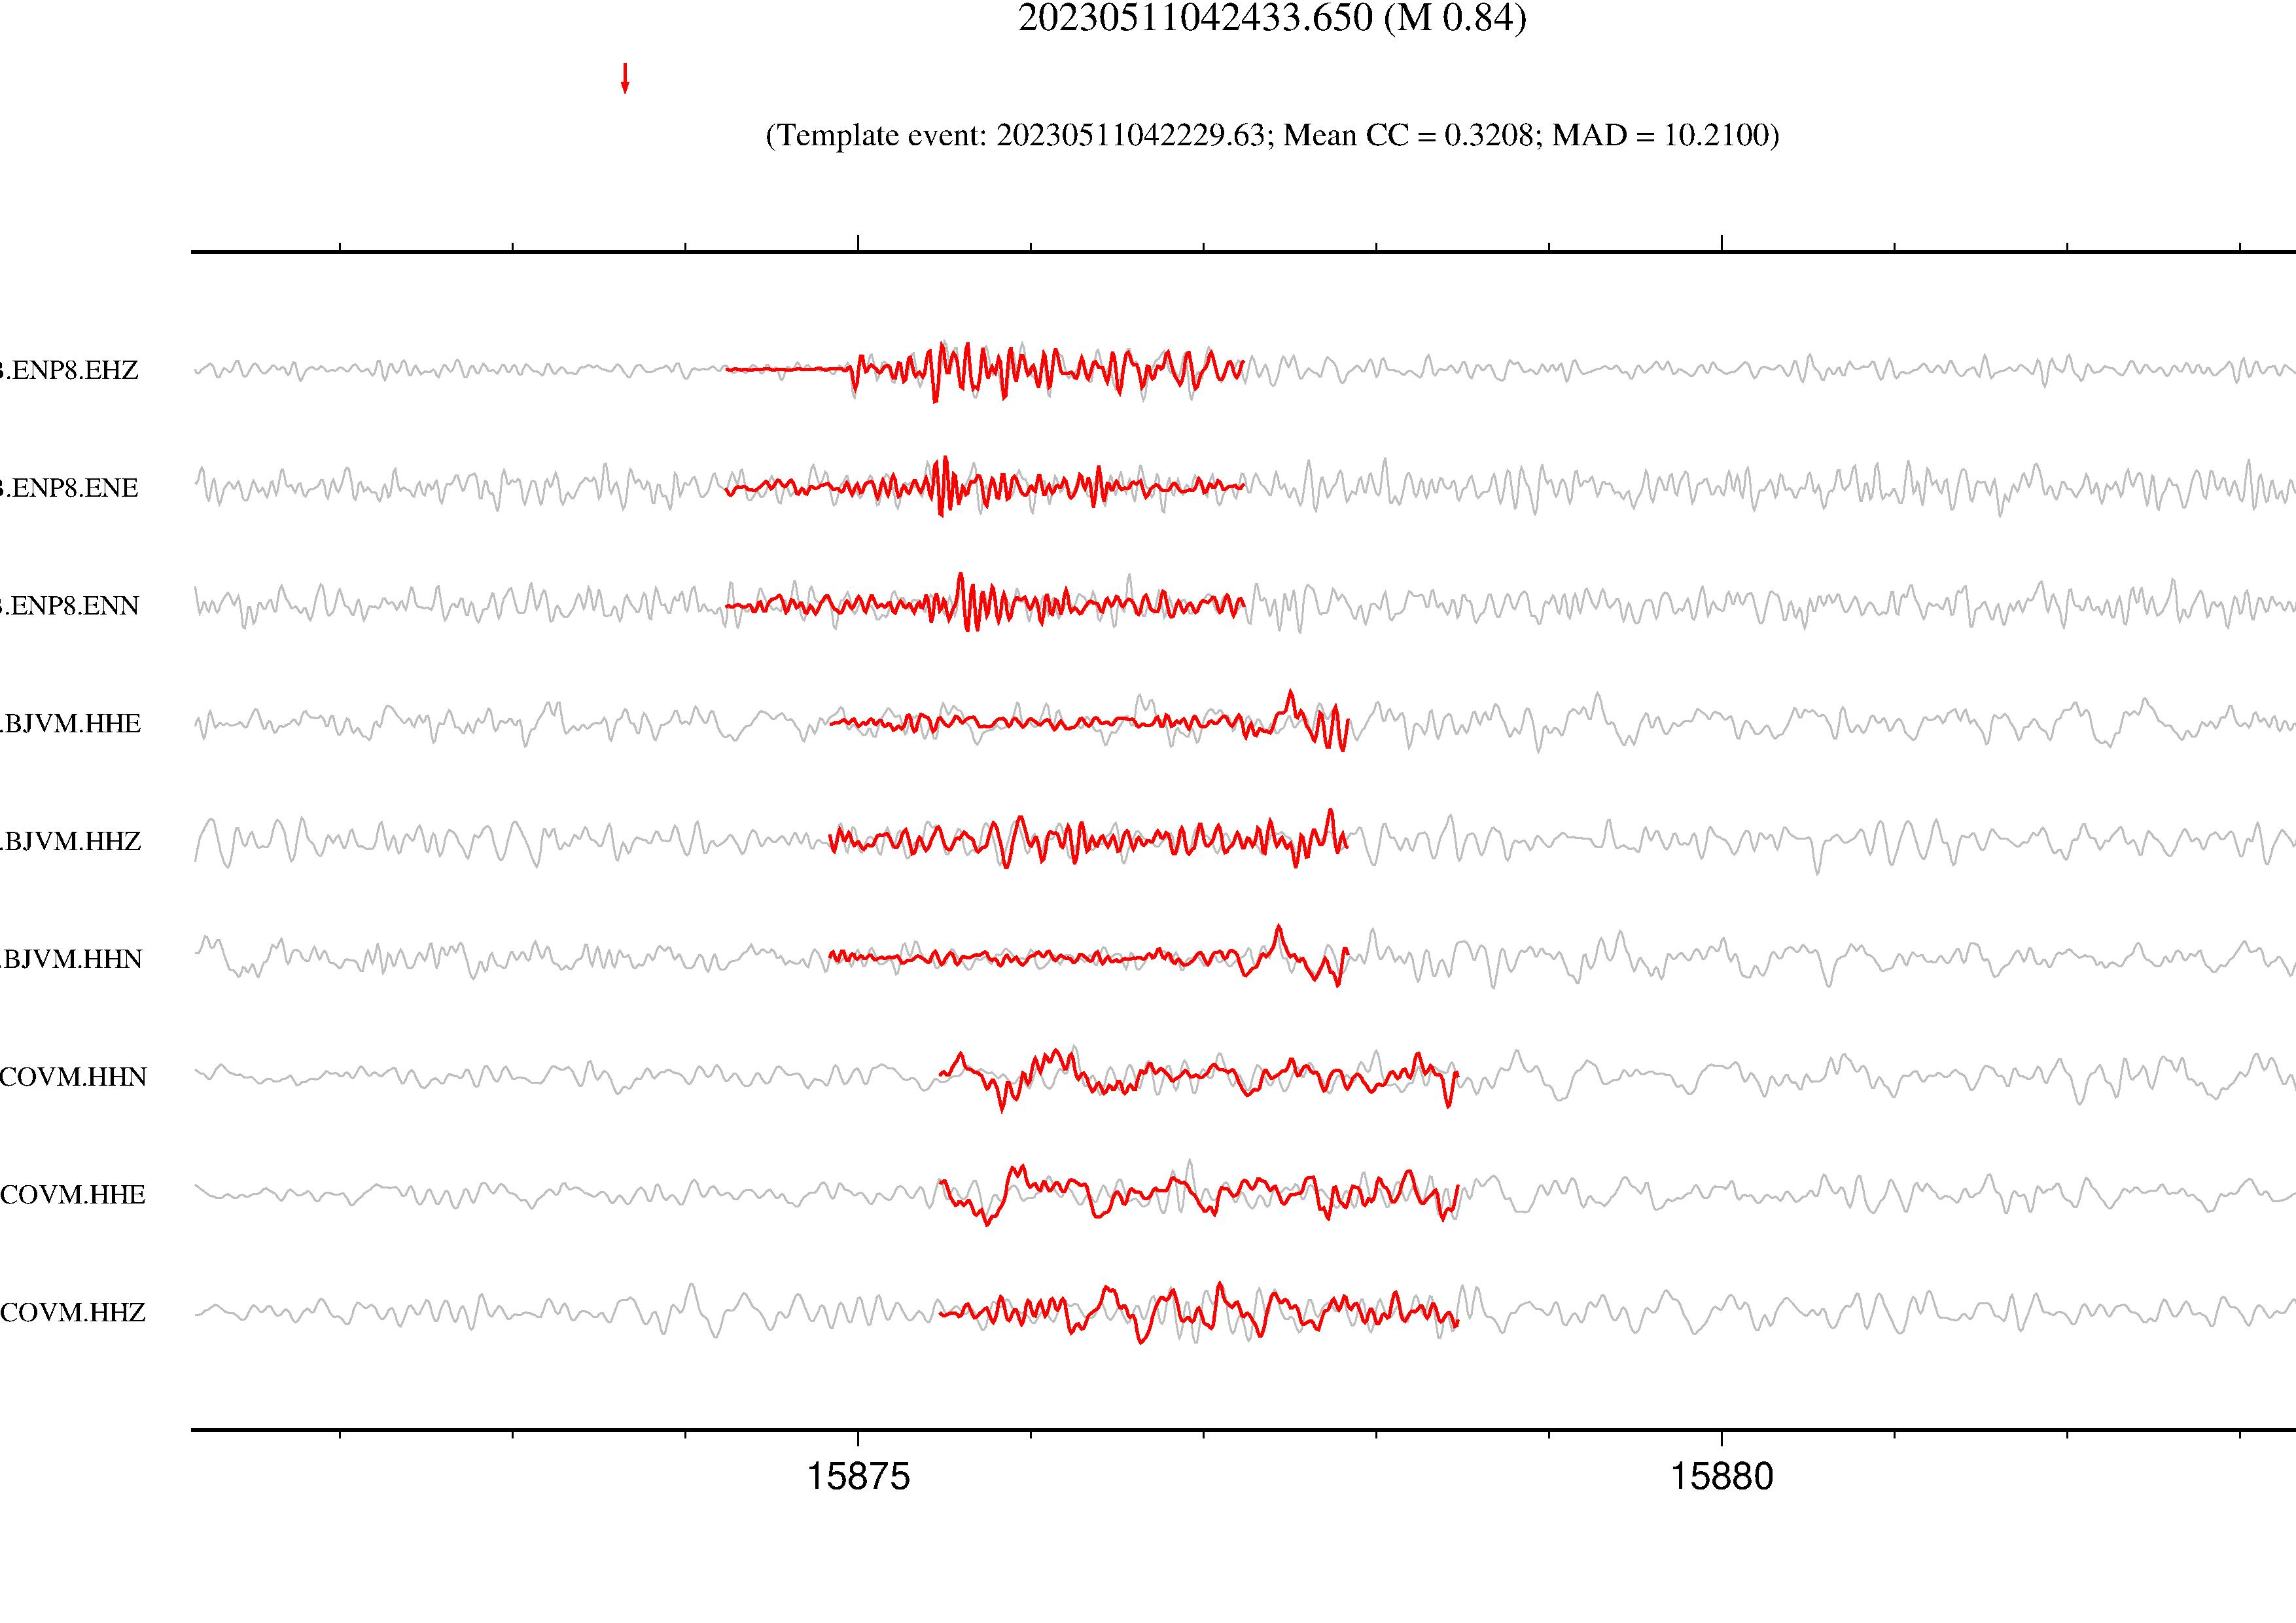 20230511042433.650 (M 0.84)
(Template event: 20230511042229.63; Mean CC = 0.3208; MAD = 10.2100)
.ENP8.EHZ
.ENP8.ENE
.ENP8.ENN
.BJVM.HHE
.BJVM.HHZ
.BJVM.HHN
COVM.HHN
COVM.HHE
COVM.HHZ
15875 15880